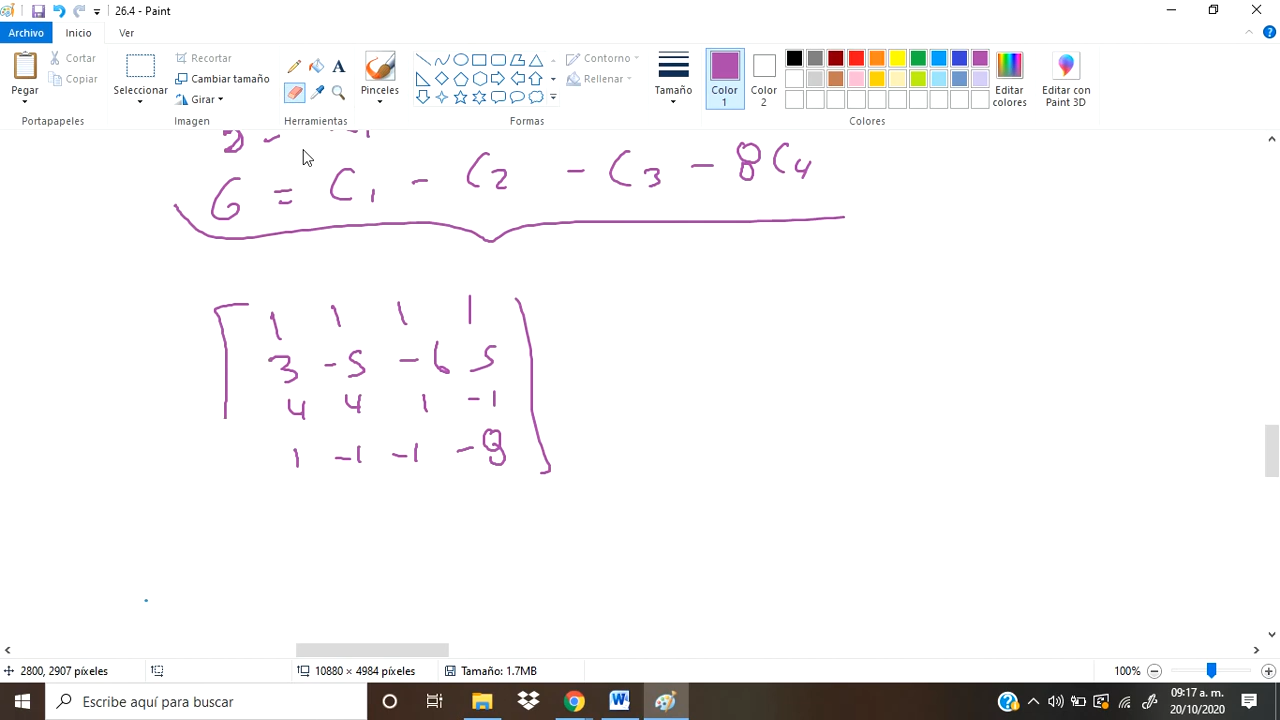 26.4 - Paint
Archivo Inicio Ver
Pegar
Cortar
Copiar
Portapapeles
Seleccionar
Recortar
Cambiar tamaño
Girar
Imagen
A
Herramientas
Pinceles
Contorno
Rellenar
Formas
Tamaño
Color 1
Color 2
Editar colores
Editar con Paint 3D
Colores
6 = C1 - C2 - C3 - 8C4
1 1 1 1
3 -5 -6 5
4 4 1 -1
1 -1 -1 -8
2800, 2907 píxeles
10880 × 4984 píxeles
Tamaño: 1.7MB
100%
Escribe aquí para buscar
09:17 a. m.
20/10/2020